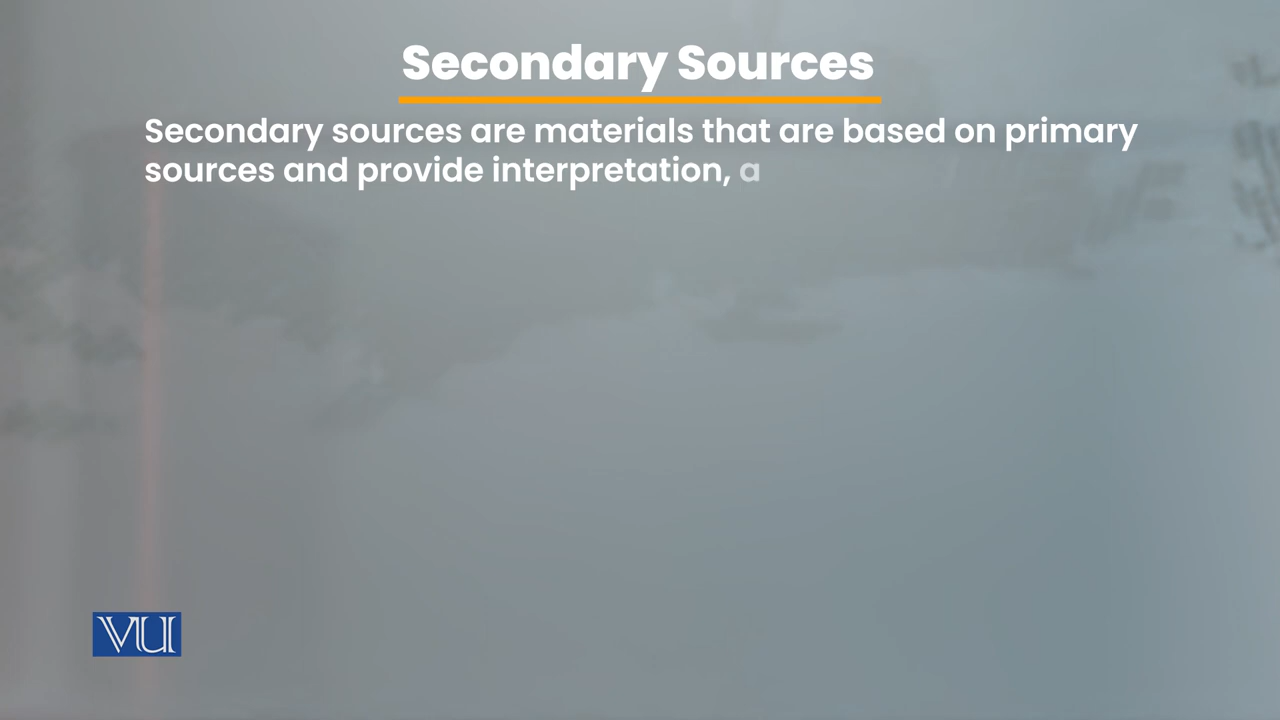 Secondary Sources
Secondary sources are materials that are based on primary
sources and provide interpretation, a
VU